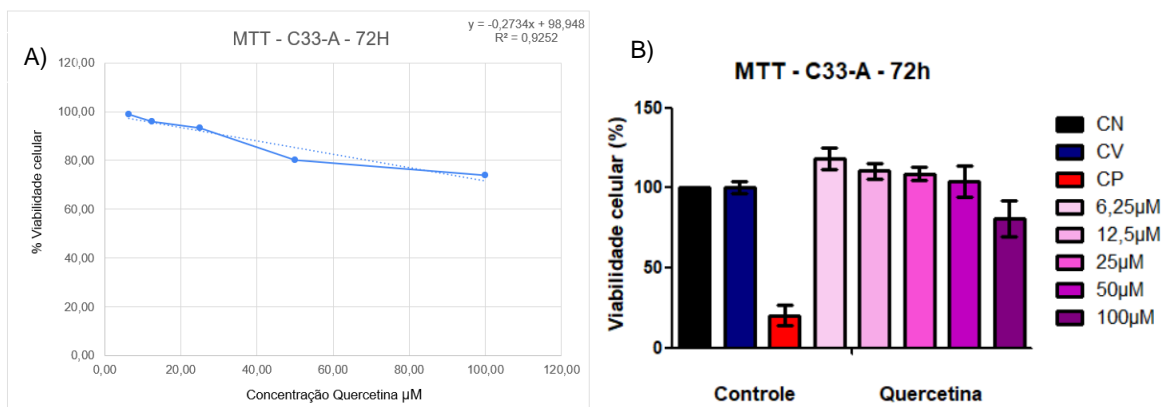 A)
MTT - C33-A - 72H
y = -0,2734x + 98,948
R² = 0,9252
120,00
100,00
80,00
60,00
40,00
20,00
0,00
% Viabilidade celular
0,00 20,00 40,00 60,00 80,00 100,00 120,00
Concentração Quercetina µM
B)
MTT - C33-A - 72h
150
100
50
0
Viabilidade celular (%)
Controle Quercetina
CN
CV
CP
6,25µM
12,5µM
25µM
50µM
100µM